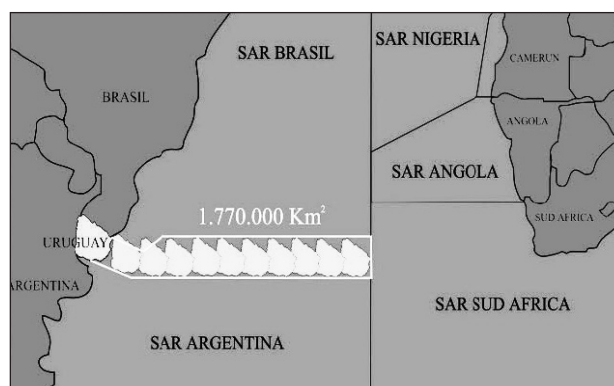 SAR NIGERIA
SAR BRASIL
CAMERUN
BRASIL
ANGOLA
SAR ANGOLA
1.770.000 Km²
SUD AFRICA
URUGUAY
ARGENTINA
SAR SUD AFRICA
SAR ARGENTINA